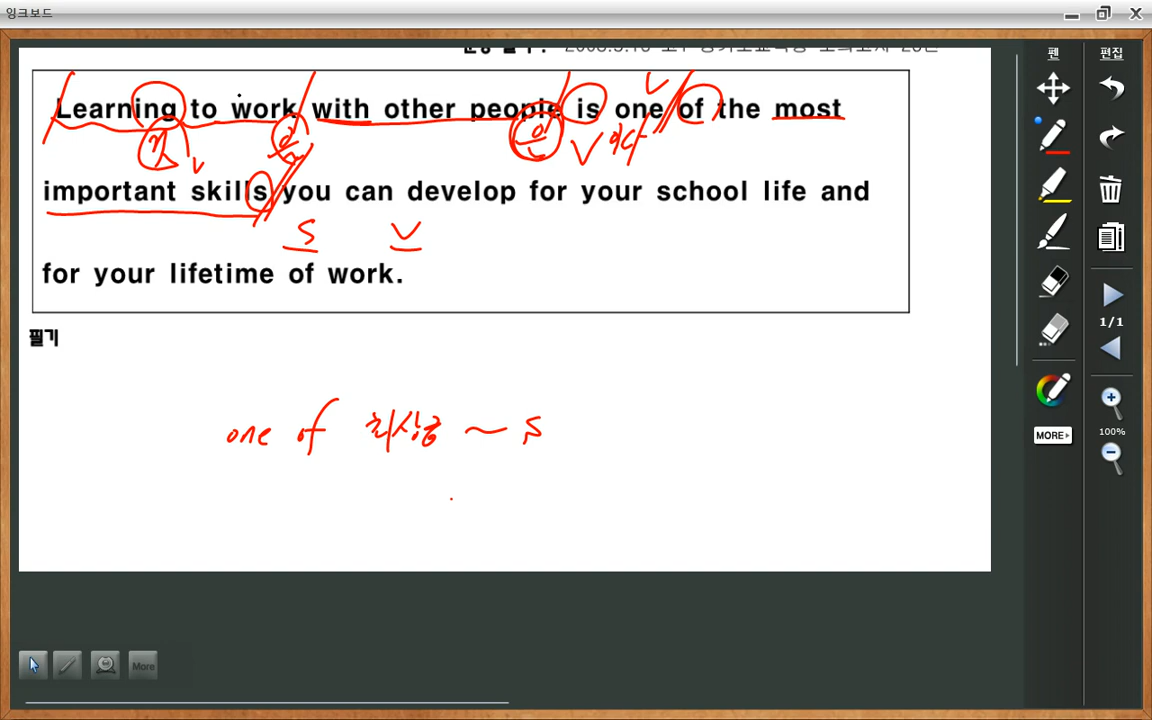 잉크보드
펜
편집
Learning to work with other people is one of the most
important skills you can develop for your school life and
for your lifetime of work.
S V
필기
one of 최상급 ~ s
1/1
MORE▷
100%
More